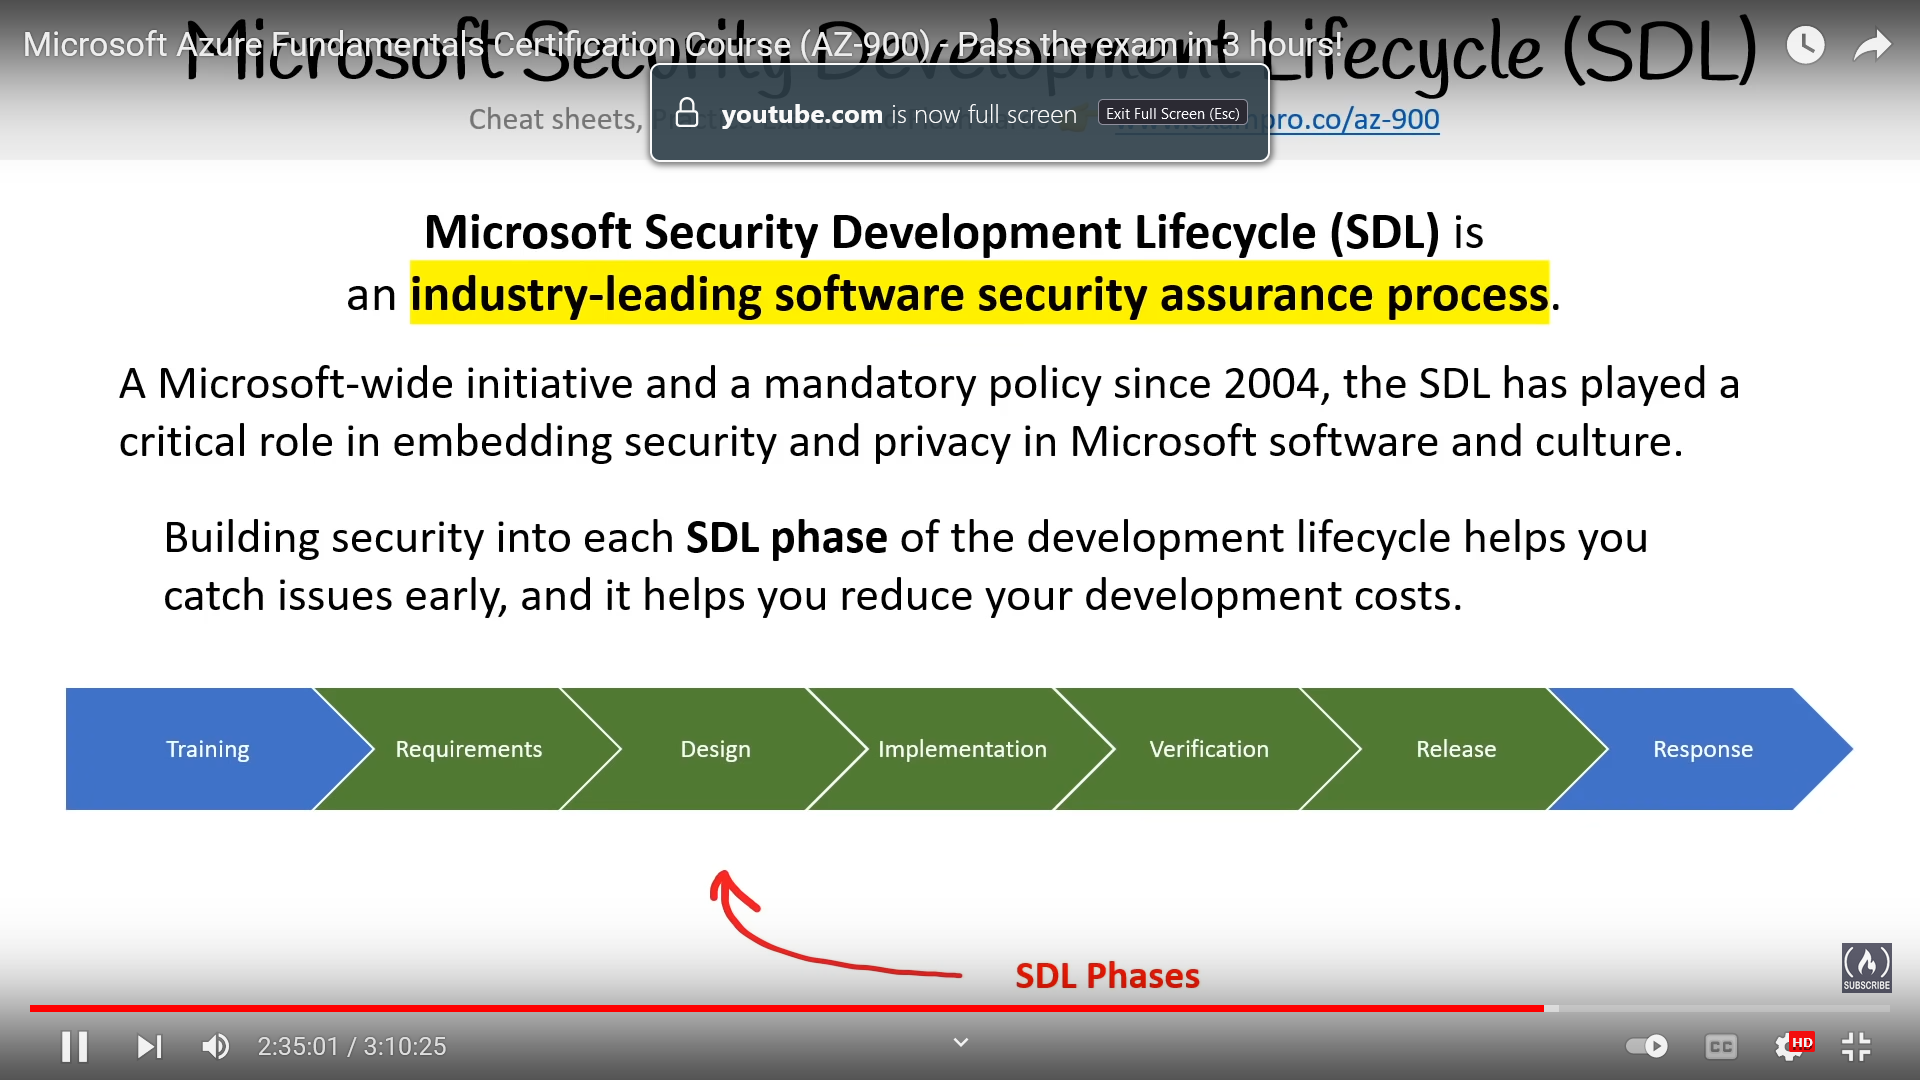 Microsoft Security Development Lifecycle (SDL)
Microsoft Azure Fundamentals Certification Course (AZ-900) - Pass the exam in 3 hours!
youtube.com is now full screen Exit Full Screen (Esc)
Cheat sheets, pro.co/az-900
Microsoft Security Development Lifecycle (SDL) is
an industry-leading software security assurance process.
A Microsoft-wide initiative and a mandatory policy since 2004, the SDL has played a
critical role in embedding security and privacy in Microsoft software and culture.
Building security into each SDL phase of the development lifecycle helps you
catch issues early, and it helps you reduce your development costs.
Training Requirements Design Implementation Verification Release Response
SDL Phases
SUBSCRIBE
2:35:01 / 3:10:25
CC HD